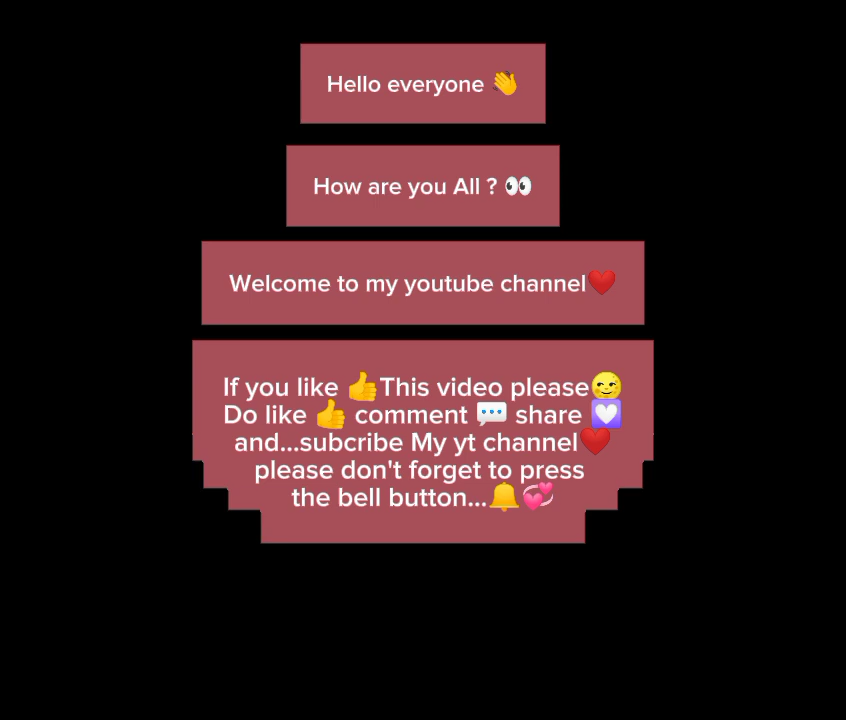 Hello everyone 👏
How are you All ? 👀
Welcome to my youtube channel❤️
If you like 👍This video please😏
Do like 👍 comment 💬 share 💟
and...subcribe My yt channel❤️
please don't forget to press
the bell button...🔔💞